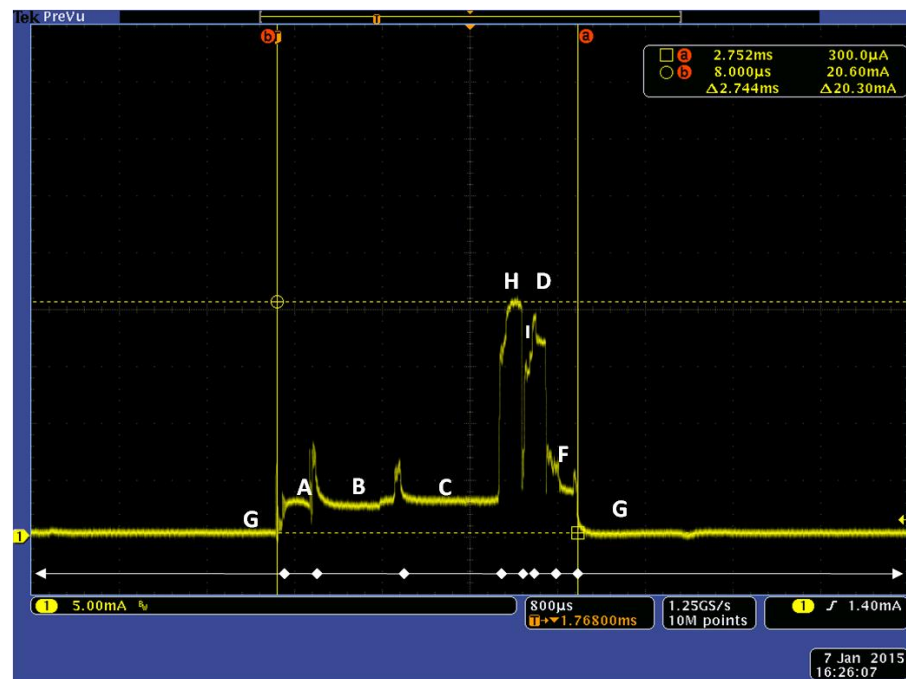 Tek PreVu
T
b T a
a 2.752ms 300.0µA
b 8.000µs 20.60mA
Δ2.744ms Δ20.30mA
H D
I
G A B C F G
1
1 5.00mA BW 800µs 1.25GS/s 1 ∫ 1.40mA
T→▼1.76800ms 10M points
7 Jan 2015
16:26:07